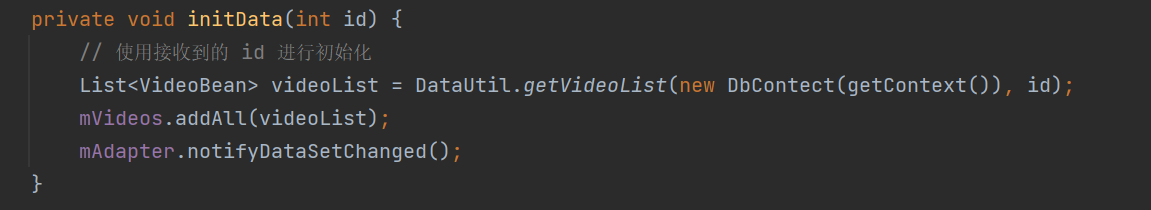 private void initData(int id) {
// 使用接收到的 id 进行初始化
List<VideoBean> videoList = DataUtil.getVideoList(new DbContect(getContext()), id);
mVideos.addAll(videoList);
mAdapter.notifyDataSetChanged();
}